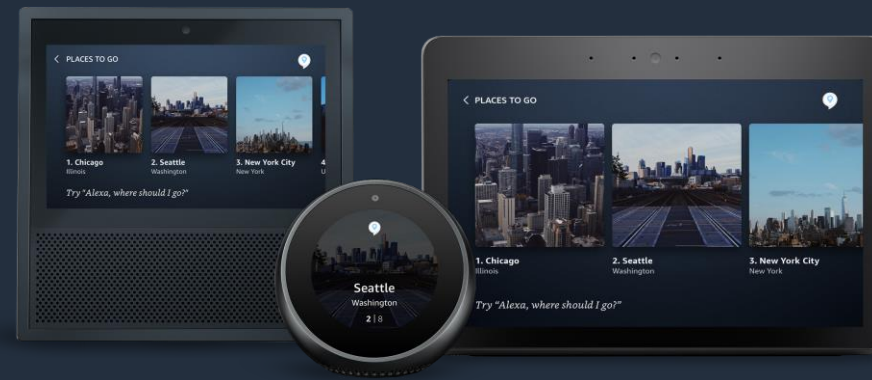 PLACES TO GO
1. Chicago
Illinois
2. Seattle
Washington
3. New York City
New York
4
U
Try "Alexa, where should I go?"
Seattle
Washington
2 | 8
PLACES TO GO
1. Chicago
Illinois
2. Seattle
Washington
3. New York City
New York
Try "Alexa, where should I go?"